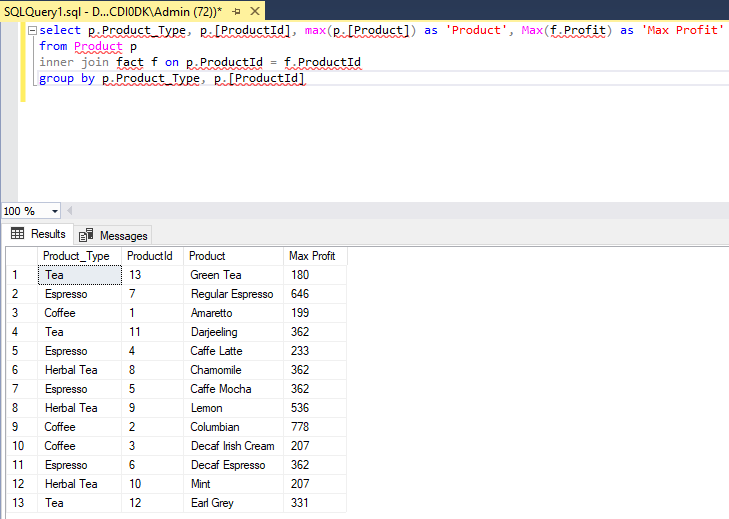 SQLQuery1.sql - D...CDI0DK\Admin (72))*
select p.Product_Type, p.[ProductId], max(p.[Product]) as 'Product', Max(f.Profit) as 'Max Profit'
from Product p
inner join fact f on p.ProductId = f.ProductId
group by p.Product_Type, p.[ProductId]
100 %
Results Messages
Product_Type ProductId Product Max Profit
1 Tea 13 Green Tea 180
2 Espresso 7 Regular Espresso 646
3 Coffee 1 Amaretto 199
4 Tea 11 Darjeeling 362
5 Espresso 4 Caffe Latte 233
6 Herbal Tea 8 Chamomile 362
7 Espresso 5 Caffe Mocha 362
8 Herbal Tea 9 Lemon 536
9 Coffee 2 Columbian 778
10 Coffee 3 Decaf Irish Cream 207
11 Espresso 6 Decaf Espresso 362
12 Herbal Tea 10 Mint 207
13 Tea 12 Earl Grey 331